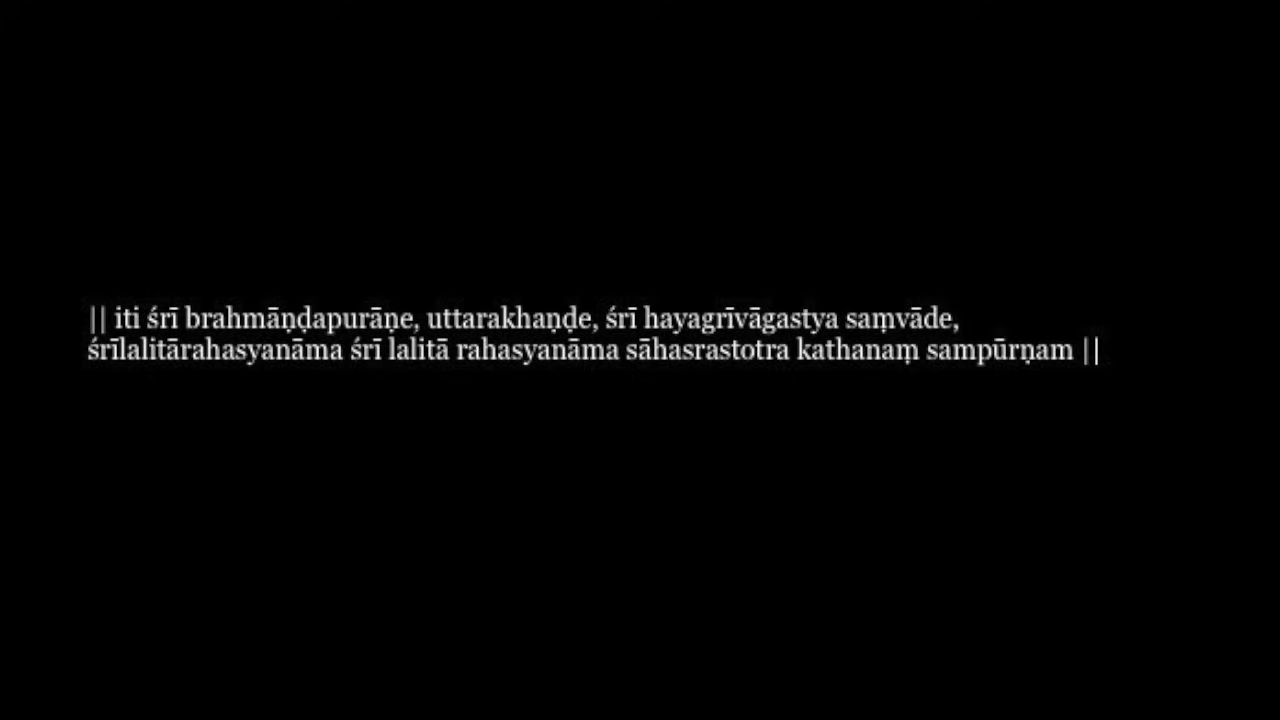 || iti śrī brahmāṇḍapurāṇe, uttarakhaṇḍe, śrī hayagrīvāgastya saṃvāde,
śrīlalitārahasyanāma śrī lalitā rahasyanāma sāhasrastotra kathanaṃ sampūrṇam ||